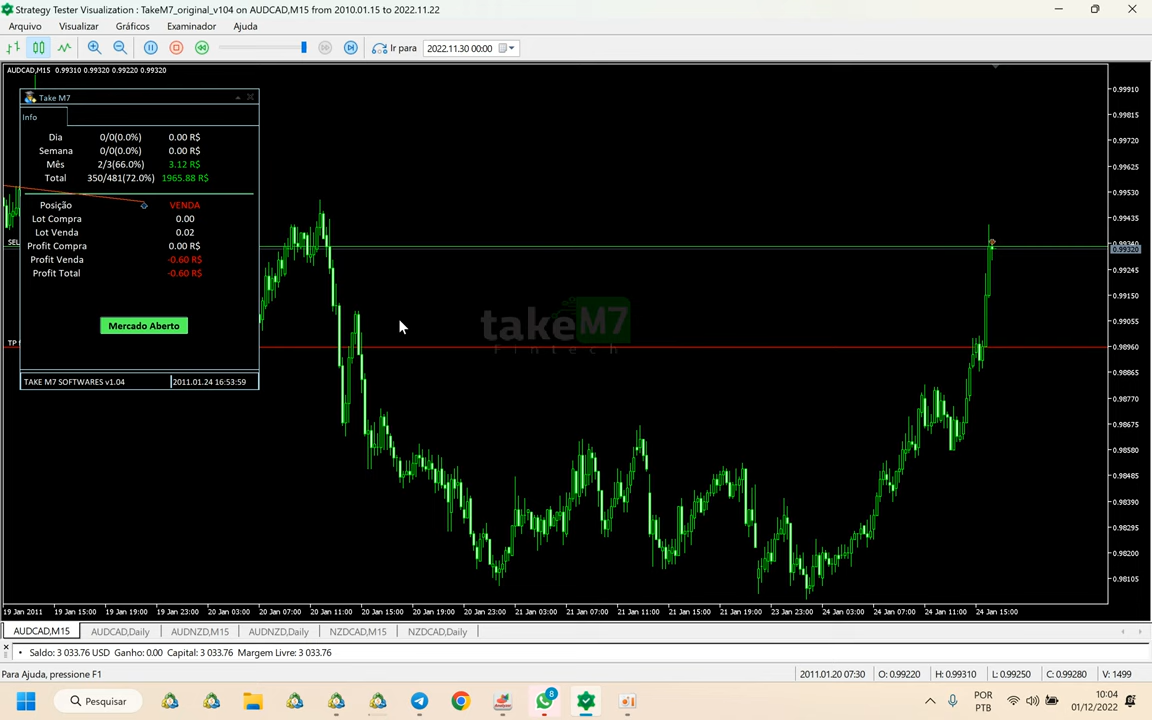 Strategy Tester Visualization : TakeM7_original_v104 on AUDCAD,M15 from 2010.01.15 to 2022.11.22
Arquivo Visualizar Gráficos Examinador Ajuda
Ir para 2022.11.30 00:00
AUDCAD,M15 0.99310 0.99320 0.99220 0.99320
Take M7
Info
Dia 0/0(0.0%) 0.00 R$
Semana 0/0(0.0%) 0.00 R$
Mês 2/3(66.0%) 3.12 R$
Total 350/481(72.0%) 1965.88 R$
Posição VENDA
Lot Compra 0.00
Lot Venda 0.02
Profit Compra 0.00 R$
Profit Venda -0.60 R$
Profit Total -0.60 R$
Mercado Aberto
TAKE M7 SOFTWARES v1.04 2011.01.24 16:53:59
SEL
TP
takeM7
Fintech
0.99910
0.99815
0.99720
0.99625
0.99530
0.99435
0.99340
0.99320
0.99245
0.99150
0.99055
0.98960
0.98865
0.98770
0.98675
0.98580
0.98485
0.98390
0.98295
0.98200
0.98105
19 Jan 2011 19 Jan 15:00 19 Jan 19:00 19 Jan 23:00 20 Jan 03:00 20 Jan 07:00 20 Jan 11:00 20 Jan 15:00 20 Jan 19:00 20 Jan 23:00 21 Jan 03:00 21 Jan 07:00 21 Jan 11:00 21 Jan 15:00 21 Jan 19:00 23 Jan 23:00 24 Jan 03:00 24 Jan 07:00 24 Jan 11:00 24 Jan 15:00
AUDCAD,M15 AUDCAD,Daily AUDNZD,M15 AUDNZD,Daily NZDCAD,M15 NZDCAD,Daily
• Saldo: 3 033.76 USD Ganho: 0.00 Capital: 3 033.76 Margem Livre: 3 033.76
Para Ajuda, pressione F1 2011.01.20 07:30 O: 0.99220 H: 0.99310 L: 0.99250 C: 0.99280 V: 1499
Pesquisar 8 POR 10:04
PTB 01/12/2022